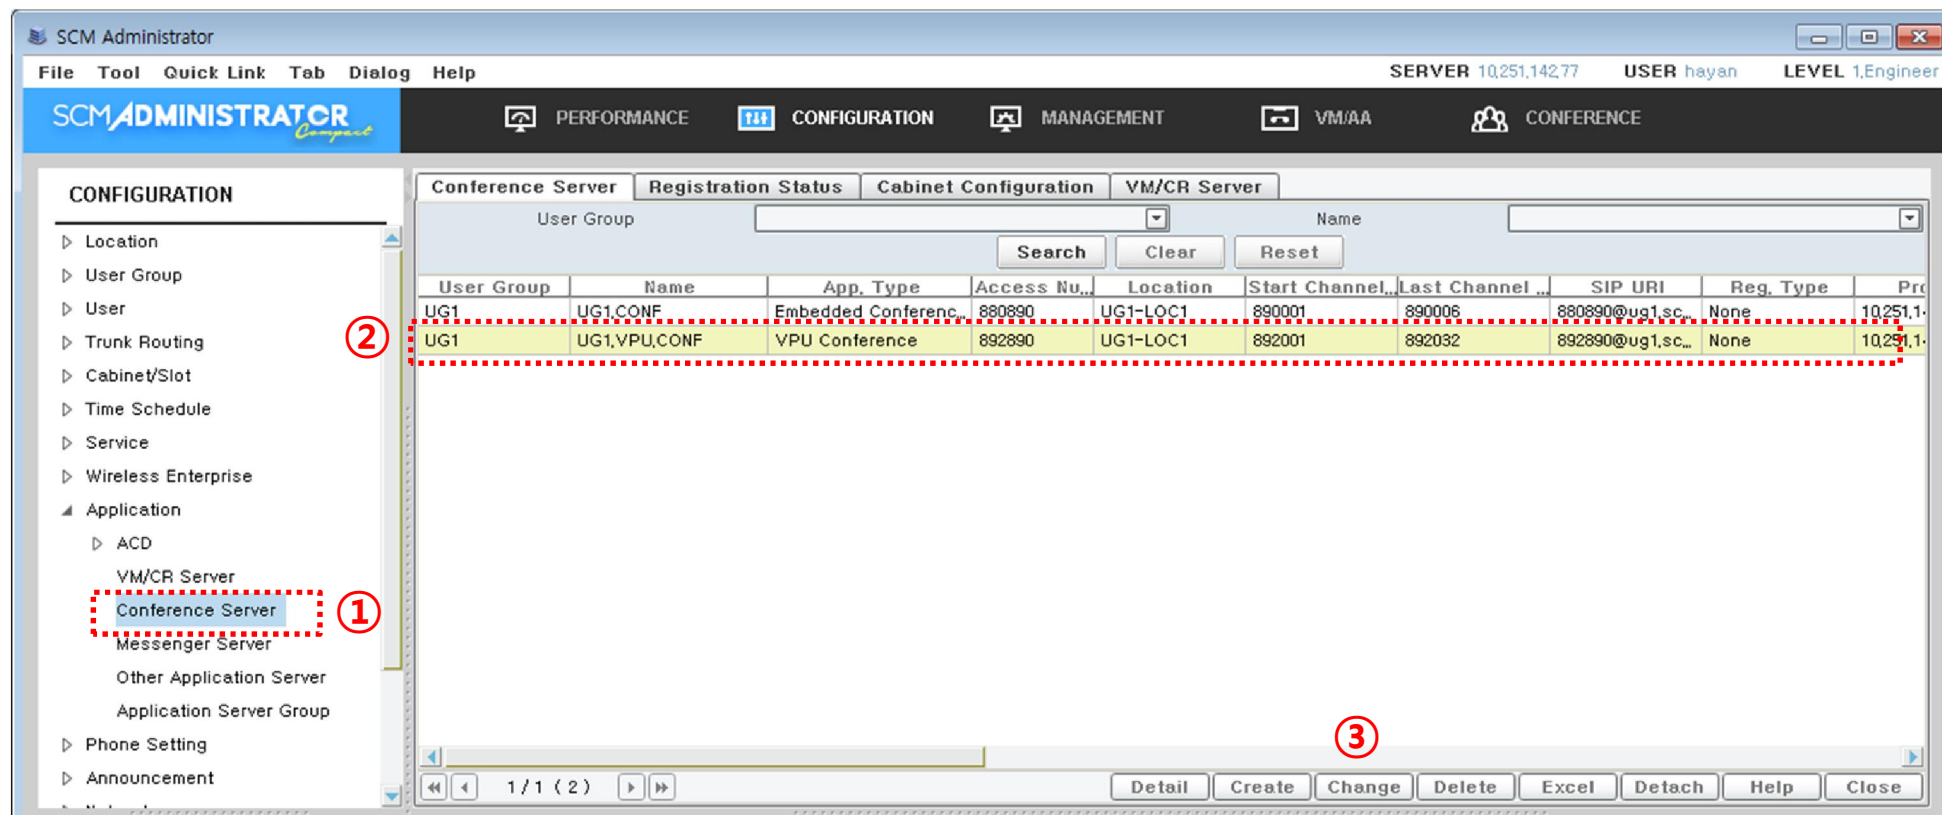 SCM Administrator
File Tool Quick Link Tab Dialog Help SERVER 10,251,142,77 USER hayan LEVEL 1,Engineer
SCMADMINISTRATOR Compact PERFORMANCE CONFIGURATION MANAGEMENT VM/AA CONFERENCE
CONFIGURATION
Location
User Group
User
Trunk Routing
Cabinet/Slot
Time Schedule
Service
Wireless Enterprise
Application
ACD
VM/CR Server
Conference Server ①
Messenger Server
Other Application Server
Application Server Group
Phone Setting
Announcement
Conference Server Registration Status Cabinet Configuration VM/CR Server
User Group Name
Search Clear Reset
User Group Name App, Type Access Nu... Location Start Channel... Last Channel ... SIP URI Reg, Type Pro
UG1 UG1,CONF Embedded Conferenc... 880890 UG1-LOC1 890001 890006 880890@ug1,sc... None 10,251,1
② UG1 UG1,VPU,CONF VPU Conference 892890 UG1-LOC1 892001 892032 892890@ug1,sc... None 10,251,1
③
1/1 ( 2 ) Detail Create Change Delete Excel Detach Help Close